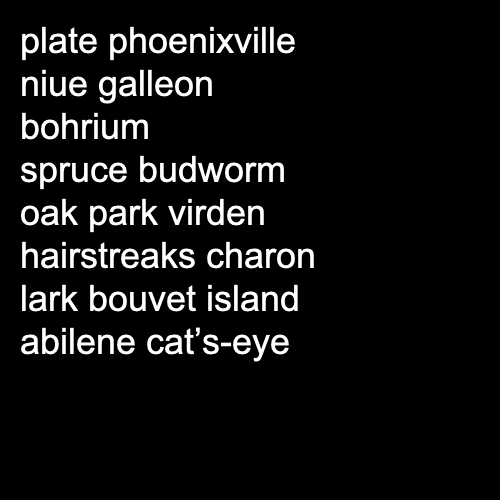 plate phoenixville
niue galleon
bohrium
spruce budworm
oak park virden
hairstreaks charon
lark bouvet island
abilene cat’s-eye